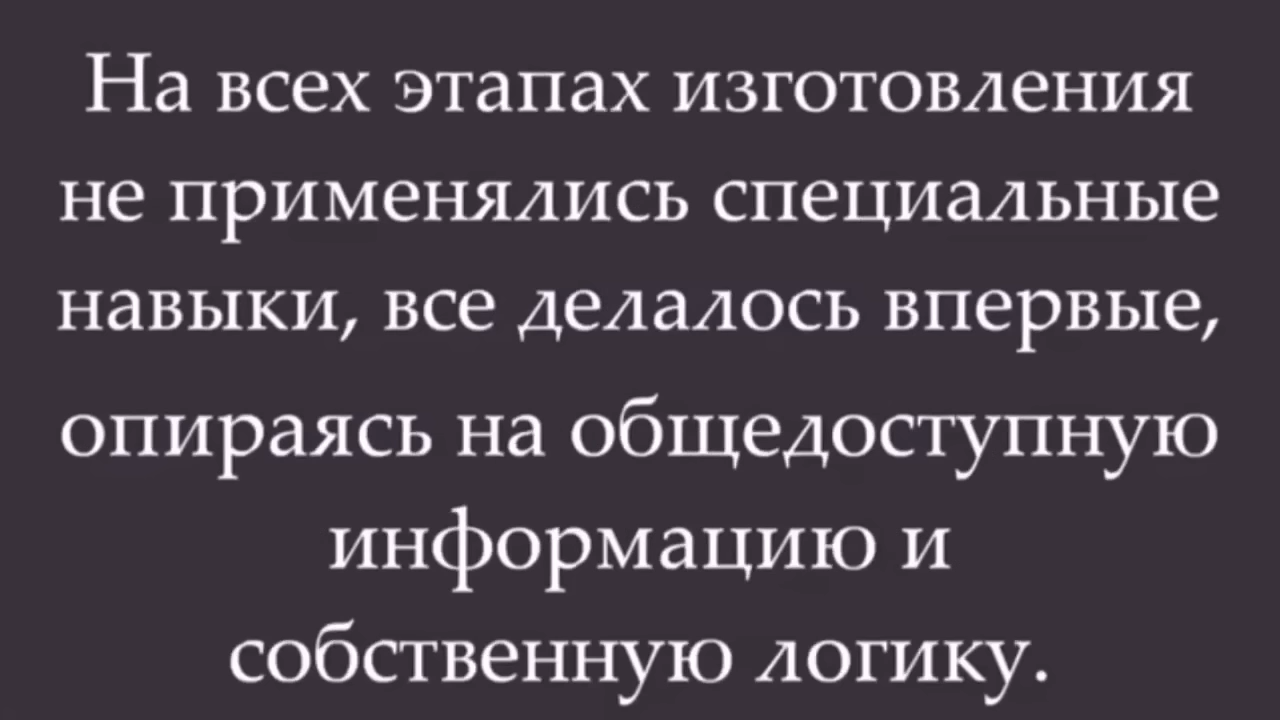 На всех этапах изготовления
не применялись специальные
навыки, все делалось впервые,
опираясь на общедоступную
информацию и
собственную логику.